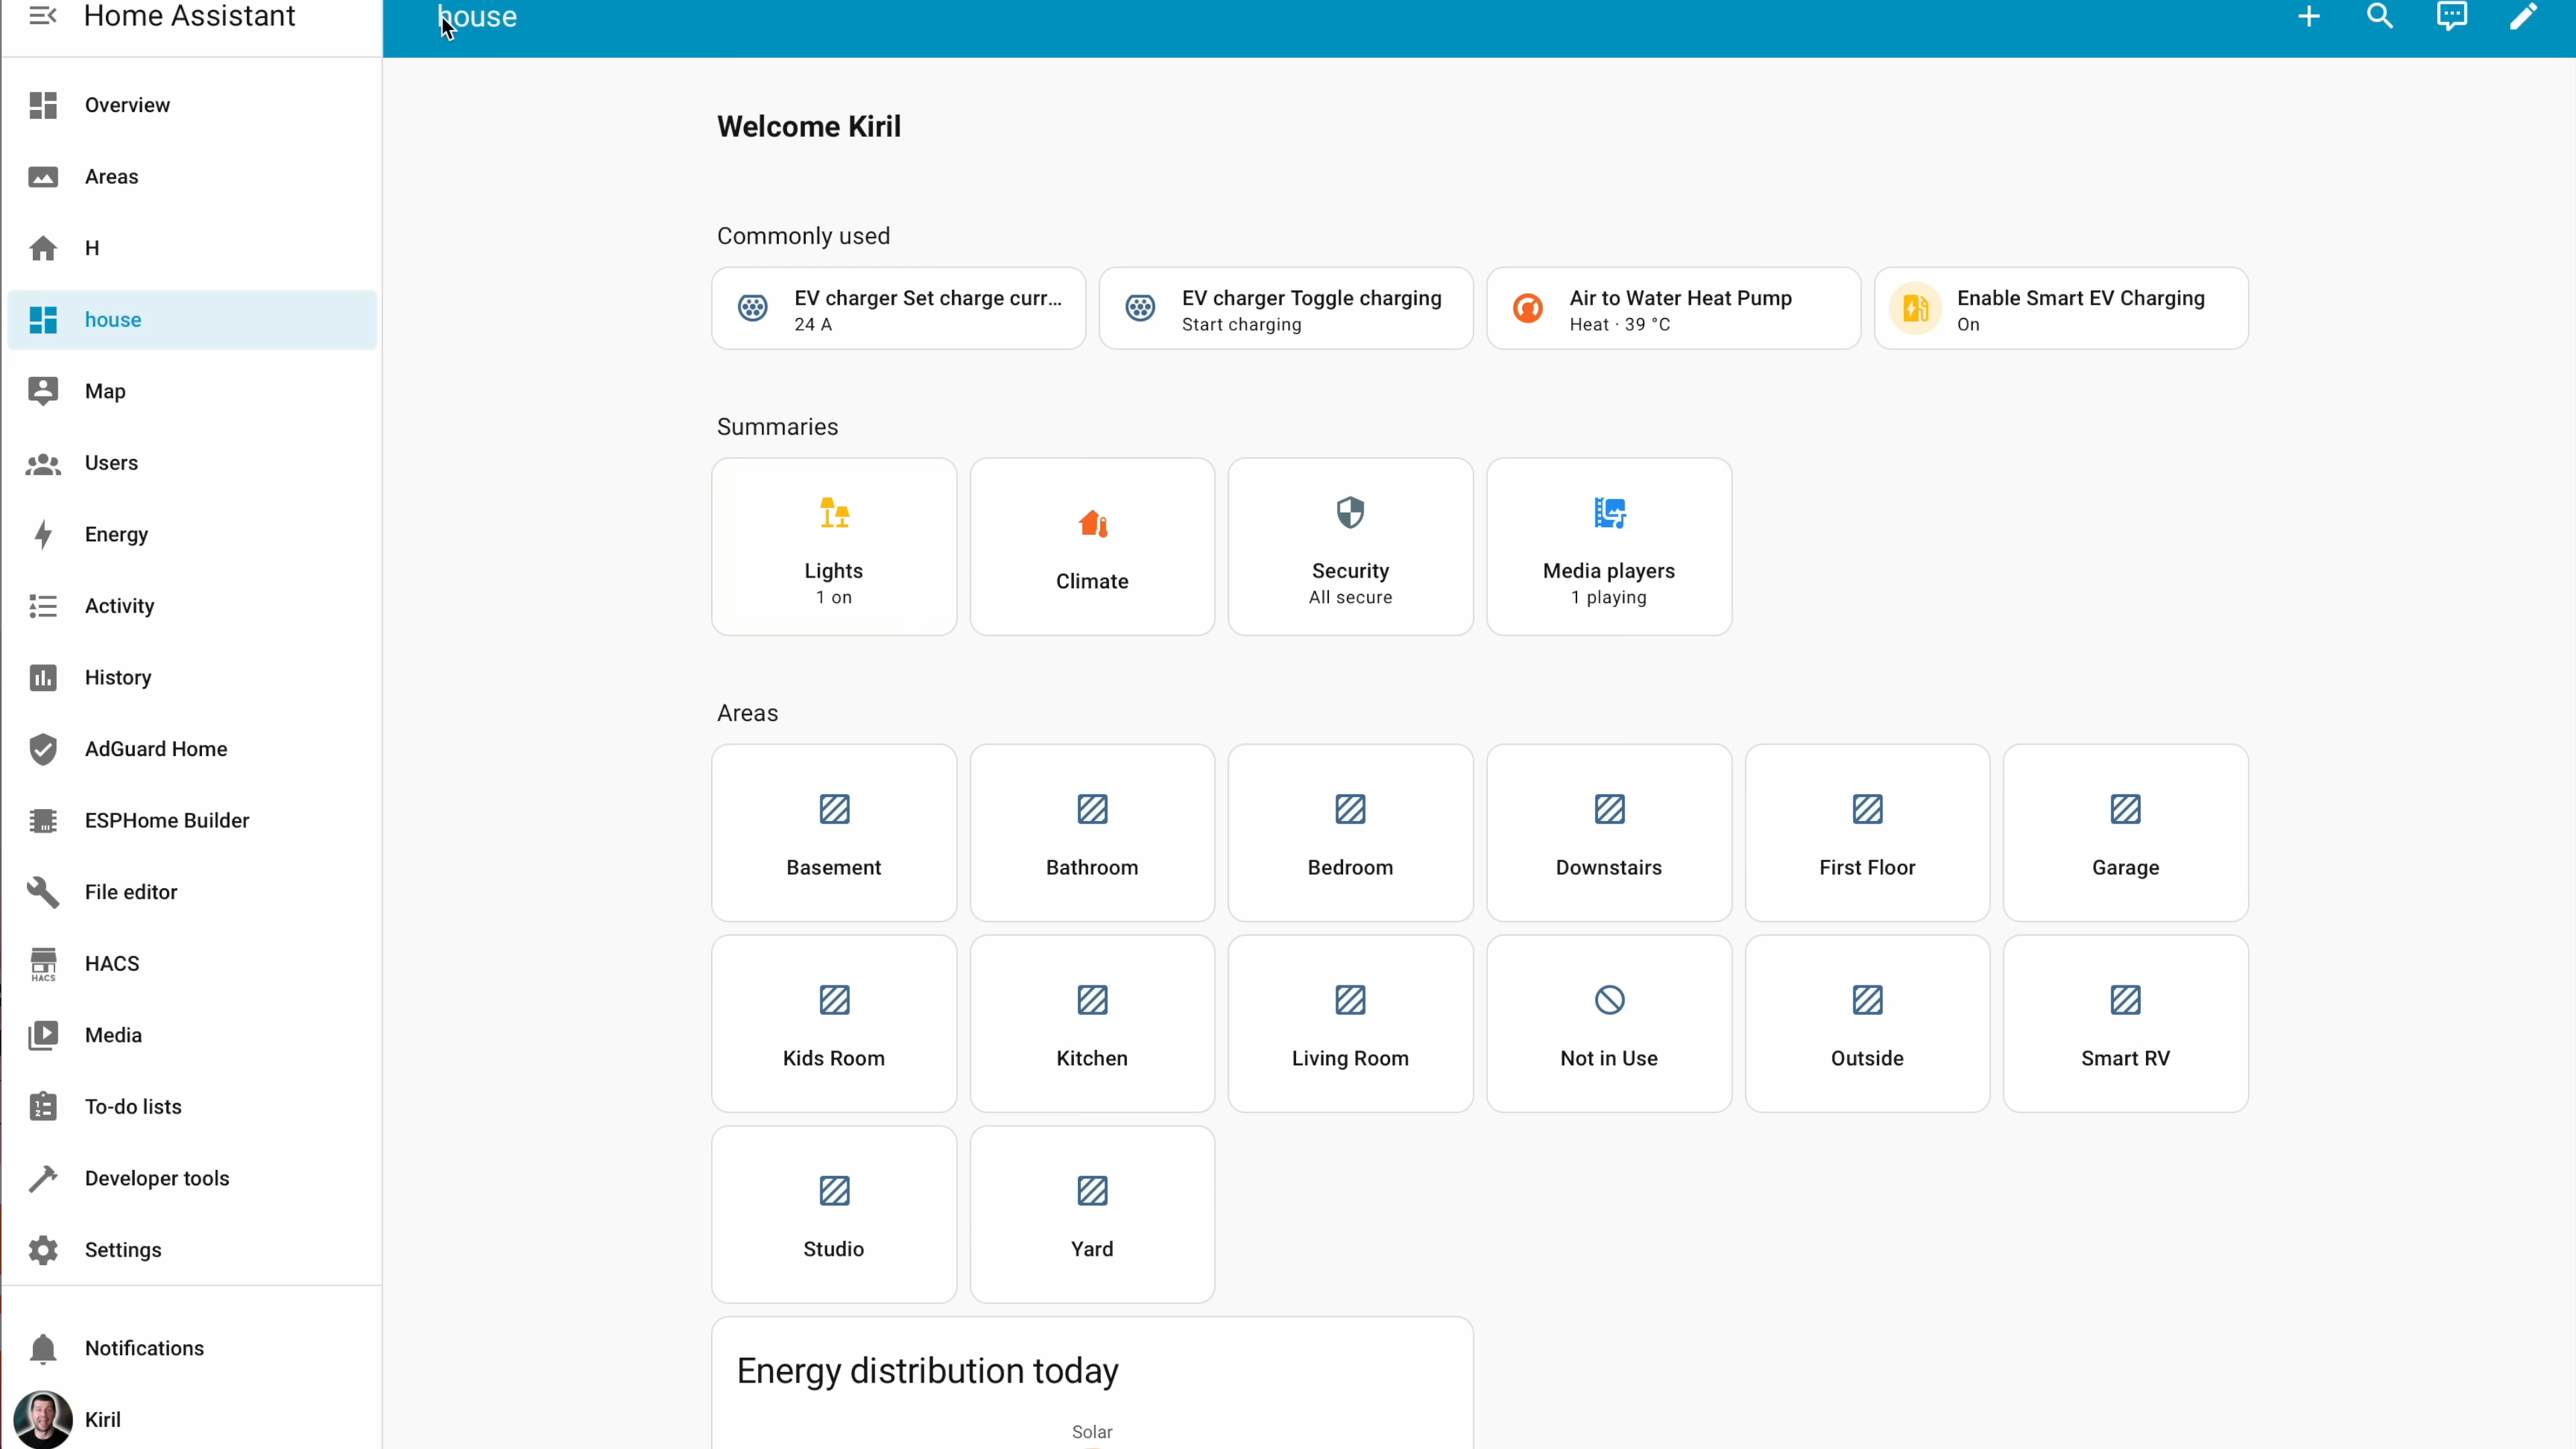 Home Assistant
house
Overview
Areas
H
house
Map
Users
Energy
Activity
History
AdGuard Home
ESPHome Builder
File editor
HACS
HACS
Media
To-do lists
Developer tools
Settings
Notifications
Kiril
Welcome Kiril
Commonly used
EV charger Set charge curr...
24 A
EV charger Toggle charging
Start charging
Air to Water Heat Pump
Heat · 39 °C
Enable Smart EV Charging
On
Summaries
Lights
1 on
Climate
Security
All secure
Media players
1 playing
Areas
Basement
Bathroom
Bedroom
Downstairs
First Floor
Garage
Kids Room
Kitchen
Living Room
Not in Use
Outside
Smart RV
Studio
Yard
Energy distribution today
Solar